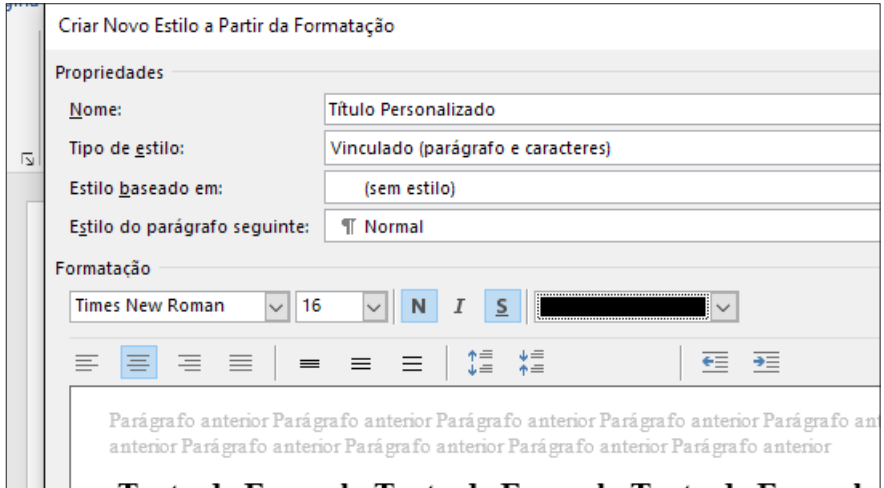 Criar Novo Estilo a Partir da Formatação
Propriedades
Nome: Título Personalizado
Tipo de estilo: Vinculado (parágrafo e caracteres)
Estilo baseado em: (sem estilo)
Estilo do parágrafo seguinte: ¶ Normal
Formatação
Times New Roman 16 N I S
Parágrafo anterior Parágrafo anterior Parágrafo anterior Parágrafo anterior Parágrafo ant
anterior Parágrafo anterior Parágrafo anterior Parágrafo anterior Parágrafo anterior